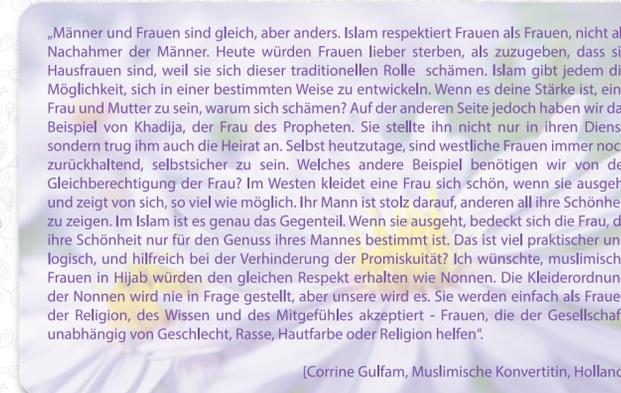 „Männer und Frauen sind gleich, aber anders. Islam respektiert Frauen als Frauen, nicht al
Nachahmer der Männer. Heute würden Frauen lieber sterben, als zuzugeben, dass si
Hausfrauen sind, weil sie sich dieser traditionellen Rolle schämen. Islam gibt jedem di
Möglichkeit, sich in einer bestimmten Weise zu entwickeln. Wenn es deine Stärke ist, ein
Frau und Mutter zu sein, warum sich schämen? Auf der anderen Seite jedoch haben wir da
Beispiel von Khadija, der Frau des Propheten. Sie stellte ihn nicht nur in ihren Diens
sondern trug ihm auch die Heirat an. Selbst heutzutage, sind westliche Frauen immer noc
zurückhaltend, selbstsicher zu sein. Welches andere Beispiel benötigen wir von de
Gleichberechtigung der Frau? Im Westen kleidet eine Frau sich schön, wenn sie ausgeh
und zeigt von sich, so viel wie möglich. Ihr Mann ist stolz darauf, anderen all ihre Schönhe
zu zeigen. Im Islam ist es genau das Gegenteil. Wenn sie ausgeht, bedeckt sich die Frau, d
ihre Schönheit nur für den Genuss ihres Mannes bestimmt ist. Das ist viel praktischer un
logisch, und hilfreich bei der Verhinderung der Promiskuität? Ich wünschte, muslimisch
Frauen in Hijab würden den gleichen Respekt erhalten wie Nonnen. Die Kleiderordnun
der Nonnen wird nie in Frage gestellt, aber unsere wird es. Sie werden einfach als Fraue
der Religion, des Wissen und des Mitgefühles akzeptiert - Frauen, die der Gesellschaf
unabhängig von Geschlecht, Rasse, Hautfarbe oder Religion helfen“.
[Corrine Gulfam, Muslimische Konvertitin, Holland